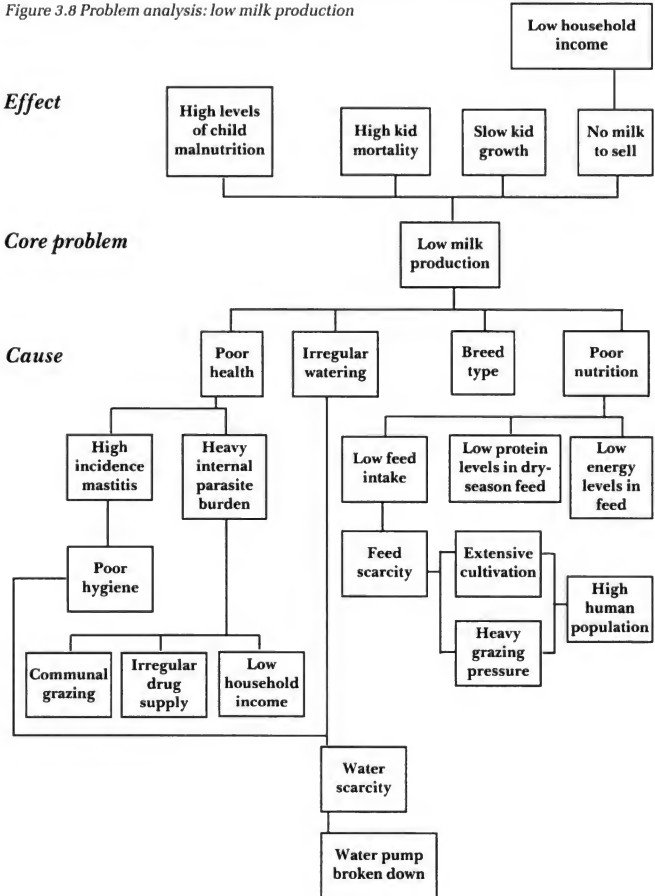 Figure 3.8 Problem analysis: low milk production
Low household
income
Effect
High levels
of child
malnutrition
High kid
mortality
Slow kid
growth
No milk
to sell
Core problem
Low milk
production
Cause
Poor
health
Irregular
watering
Breed
type
Poor
nutrition
High
incidence
mastitis
Heavy
internal
parasite
burden
Low feed
intake
Low protein
levels in dry-
season feed
Low
energy
levels in
feed
Poor
hygiene
Feed
scarcity
Extensive
cultivation
High
human
population
Heavy
grazing
pressure
Communal
grazing
Irregular
drug
supply
Low
household
income
Water
scarcity
Water pump
broken down